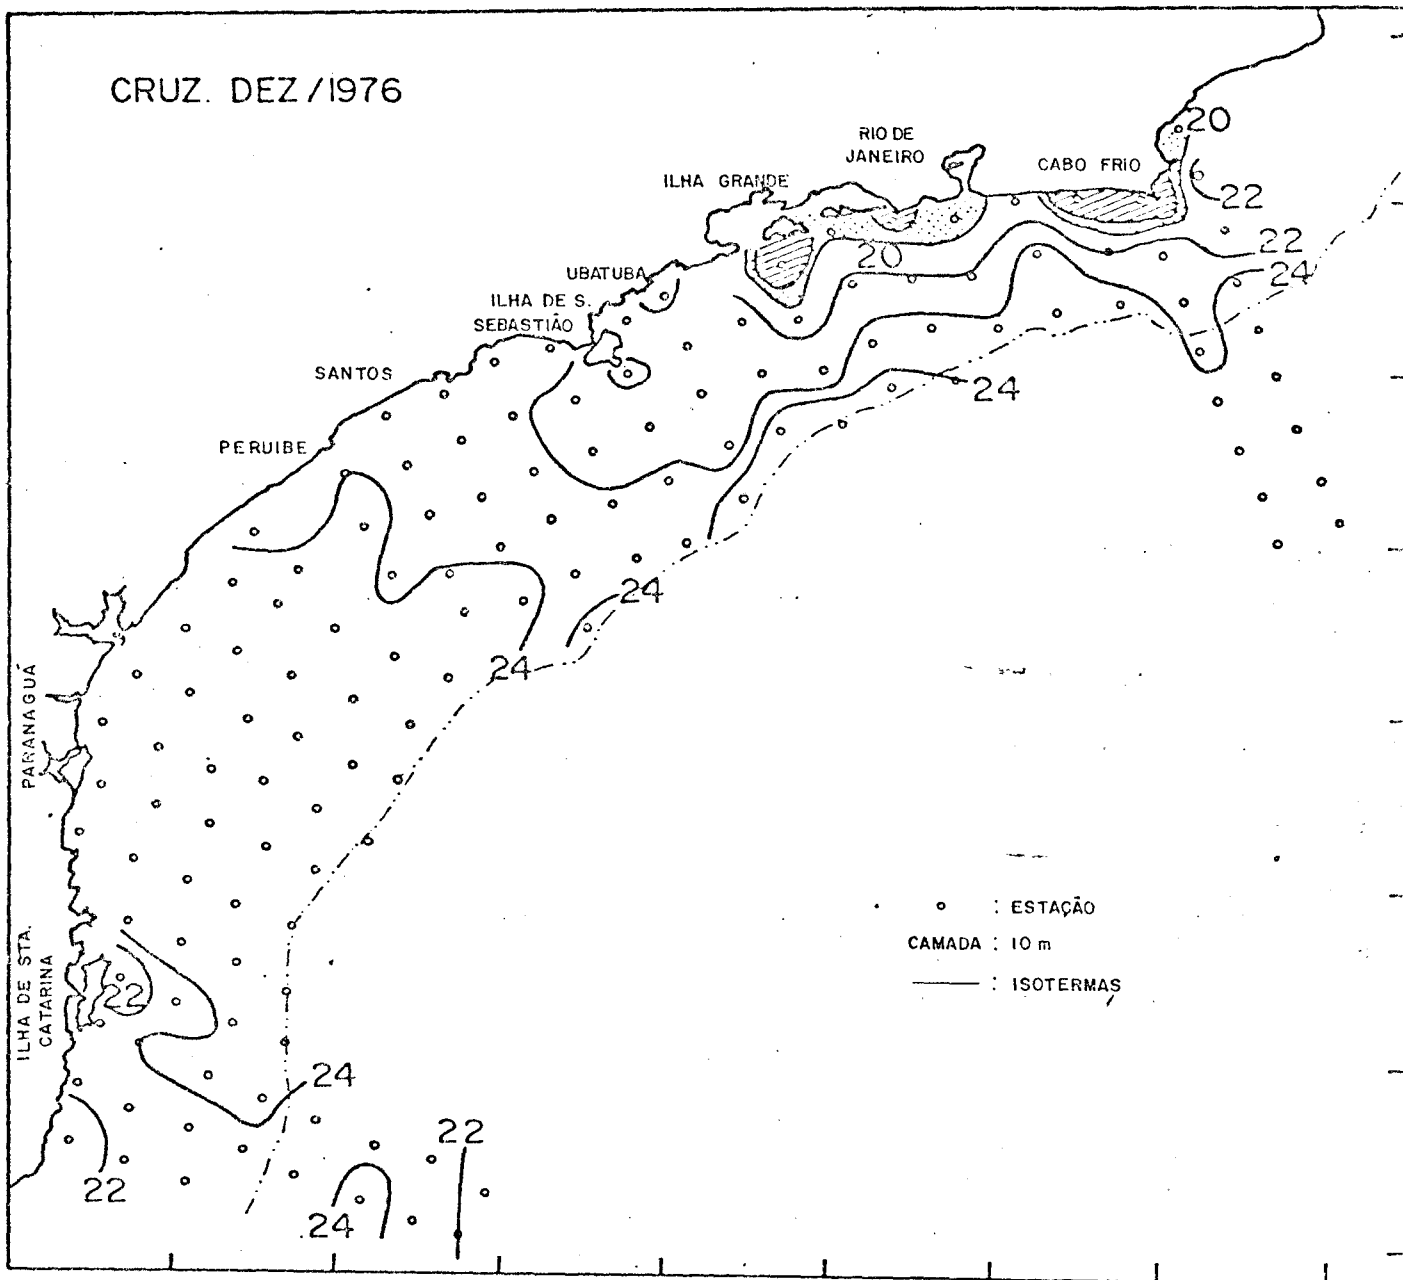 CRUZ. DEZ/1976
20
RIO DE
JANEIRO
CABO FRIO
ILHA GRANDE
22
22
20
24
UBATUBA
ILHA DE S.
SEBASTIÃO
SANTOS
24
PERUIBE
24
24
PARANAGUÁ
: ESTAÇÃO
CAMADA : 10 m
: ISOTERMAS
ILHA DE STA.
CATARINA
22
24
22
22
24